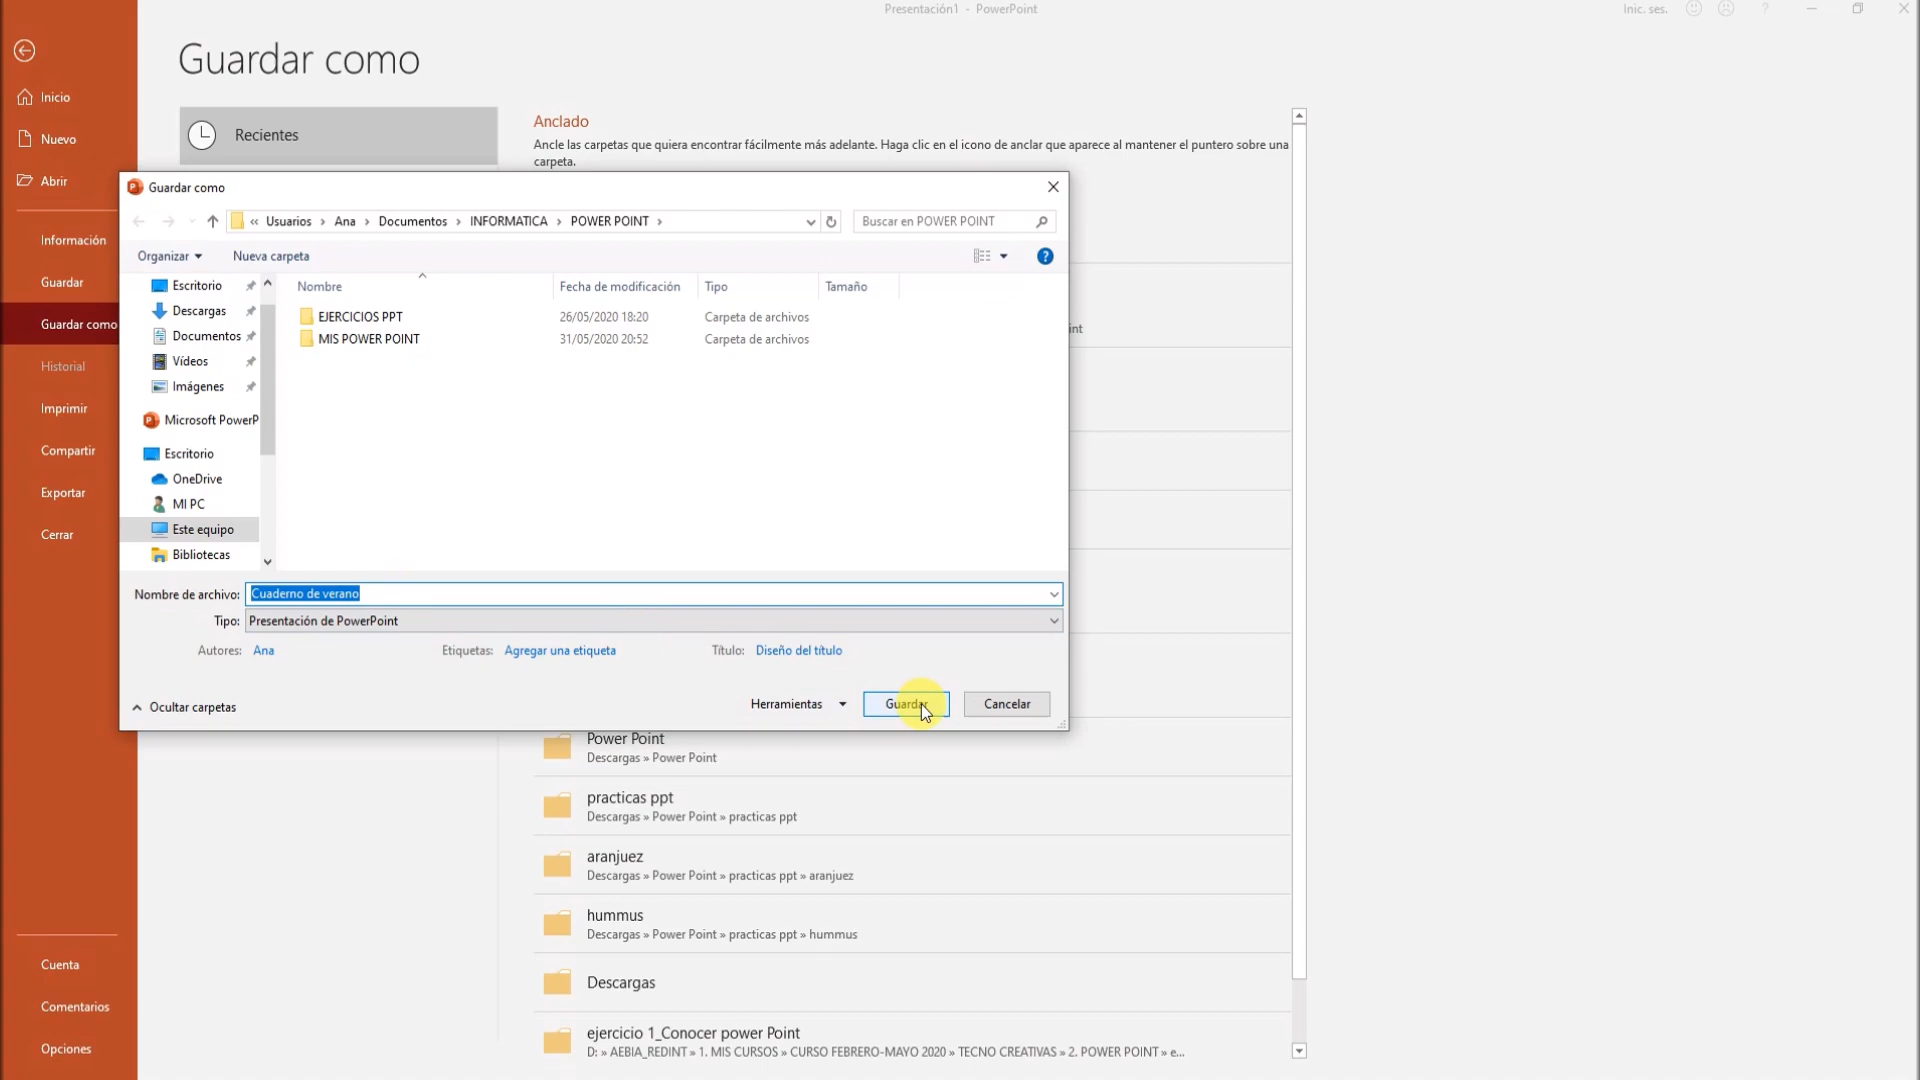 Presentación1 - PowerPoint
Inic. ses.
?
Guardar como
Inicio
Nuevo
Abrir
Información
Guardar
Guardar como
Historial
Imprimir
Compartir
Exportar
Cerrar
Cuenta
Comentarios
Opciones
Recientes
Anclado
Ancle las carpetas que quiera encontrar fácilmente más adelante. Haga clic en el icono de anclar que aparece al mantener el puntero sobre una
carpeta.
Guardar como
« Usuarios › Ana › Documentos › INFORMATICA › POWER POINT ›
Buscar en POWER POINT
Organizar
Nueva carpeta
?
Escritorio
Descargas
Documentos
Vídeos
Imágenes
Microsoft PowerP
Escritorio
OneDrive
MI PC
Este equipo
Bibliotecas
Nombre Fecha de modificación Tipo Tamaño
EJERCICIOS PPT 26/05/2020 18:20 Carpeta de archivos
MIS POWER POINT 31/05/2020 20:52 Carpeta de archivos
int
Nombre de archivo: Cuaderno de verano
Tipo: Presentación de PowerPoint
Autores: Ana Etiquetas: Agregar una etiqueta Título: Diseño del título
Ocultar carpetas
Herramientas
Guardar
Cancelar
Power Point
Descargas » Power Point
practicas ppt
Descargas » Power Point » practicas ppt
aranjuez
Descargas » Power Point » practicas ppt » aranjuez
hummus
Descargas » Power Point » practicas ppt » hummus
Descargas
ejercicio 1_Conocer power Point
D: » AEBIA_REDINT » 1. MIS CURSOS » CURSO FEBRERO-MAYO 2020 » TECNO CREATIVAS » 2. POWER POINT » e...